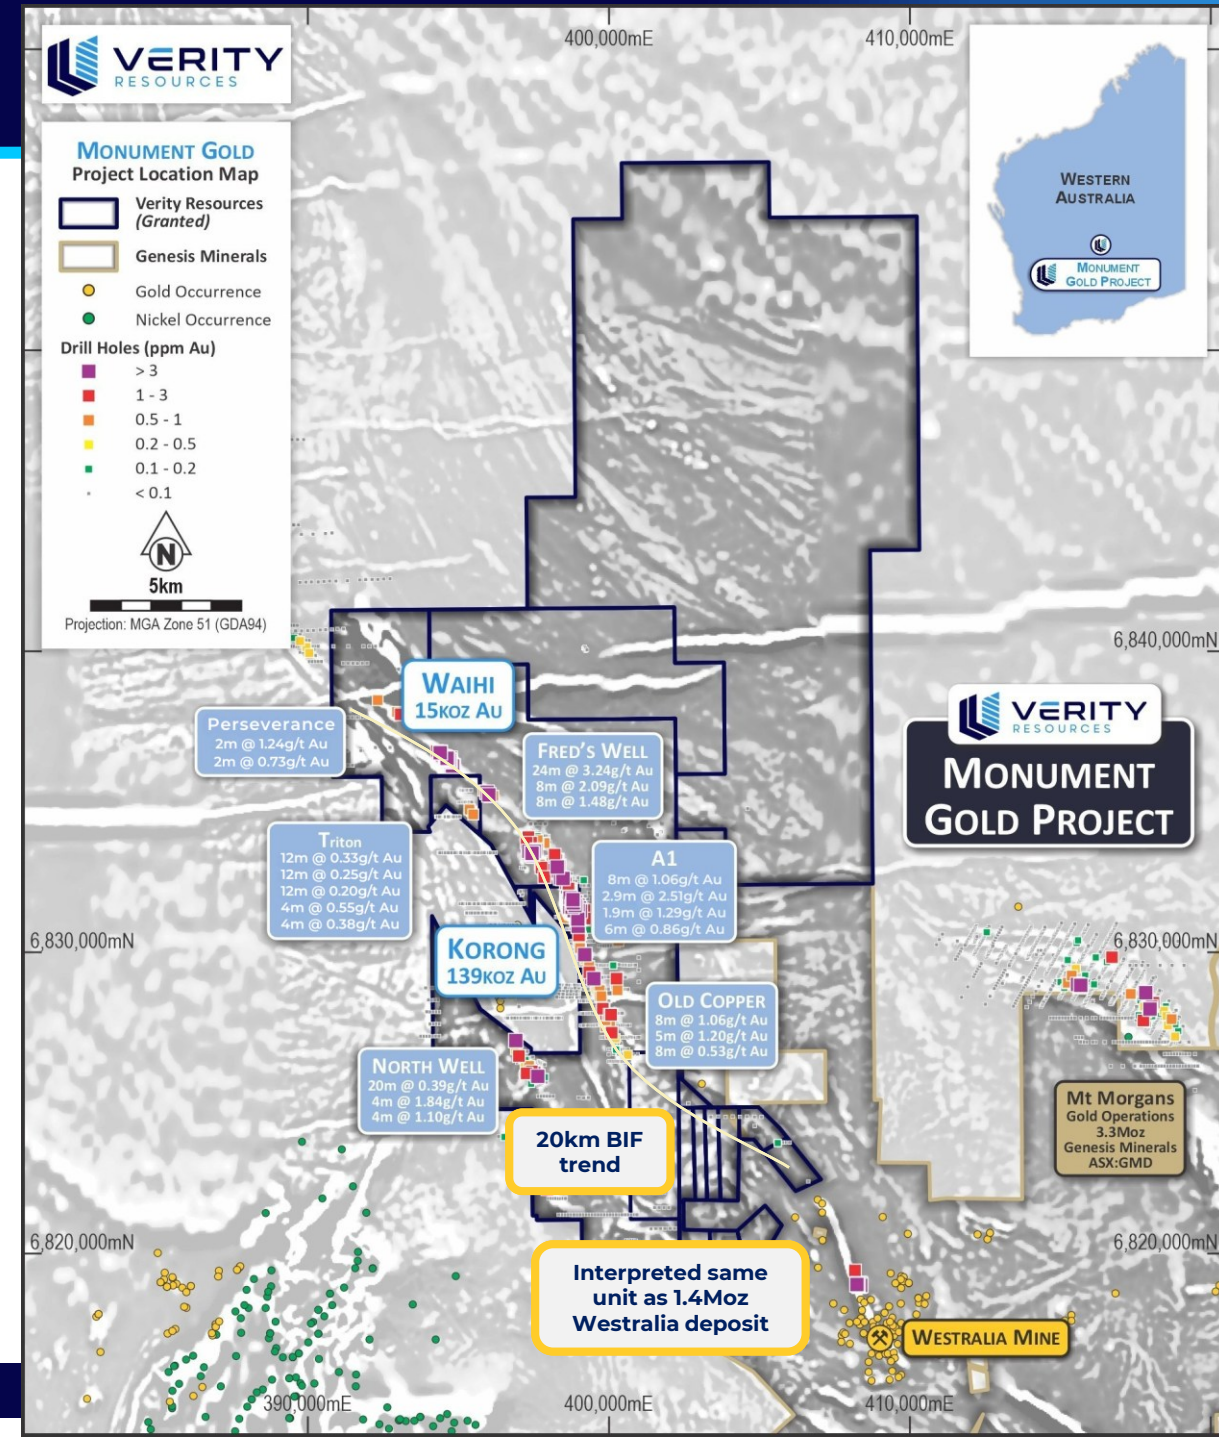 400,000mE
410,000mE
VERITY
RESOURCES
MONUMENT GOLD
Project Location Map
Verity Resources
(Granted)
Genesis Minerals
Gold Occurrence
Nickel Occurrence
Drill Holes (ppm Au)
> 3
1 - 3
0.5 - 1
0.2 - 0.5
0.1 - 0.2
< 0.1
N
5km
Projection: MGA Zone 51 (GDA94)
WESTERN
AUSTRALIA
MONUMENT
GOLD PROJECT
6,840,000mN
WAIHI
15KOZ AU
Perseverance
2m @ 1.24g/t Au
2m @ 0.73g/t Au
FRED'S WELL
24m @ 3.24g/t Au
8m @ 2.09g/t Au
8m @ 1.48g/t Au
VERITY
RESOURCES
MONUMENT
GOLD PROJECT
Triton
12m @ 0.33g/t Au
12m @ 0.25g/t Au
12m @ 0.20g/t Au
4m @ 0.55g/t Au
4m @ 0.38g/t Au
A1
8m @ 1.06g/t Au
2.9m @ 2.51g/t Au
1.9m @ 1.29g/t Au
6m @ 0.86g/t Au
6,830,000mN
6,830,000mN
KORONG
139KOZ AU
OLD COPPER
8m @ 1.06g/t Au
5m @ 1.20g/t Au
8m @ 0.53g/t Au
NORTH WELL
20m @ 0.39g/t Au
4m @ 1.84g/t Au
4m @ 1.10g/t Au
Mt Morgans
Gold Operations
3.3Moz
Genesis Minerals
ASX:GMD
20km BIF
trend
6,820,000mN
6,820,000mN
Interpreted same
unit as 1.4Moz
Westralia deposit
WESTRALIA MINE
390,000mE
400,000mE
410,000mE